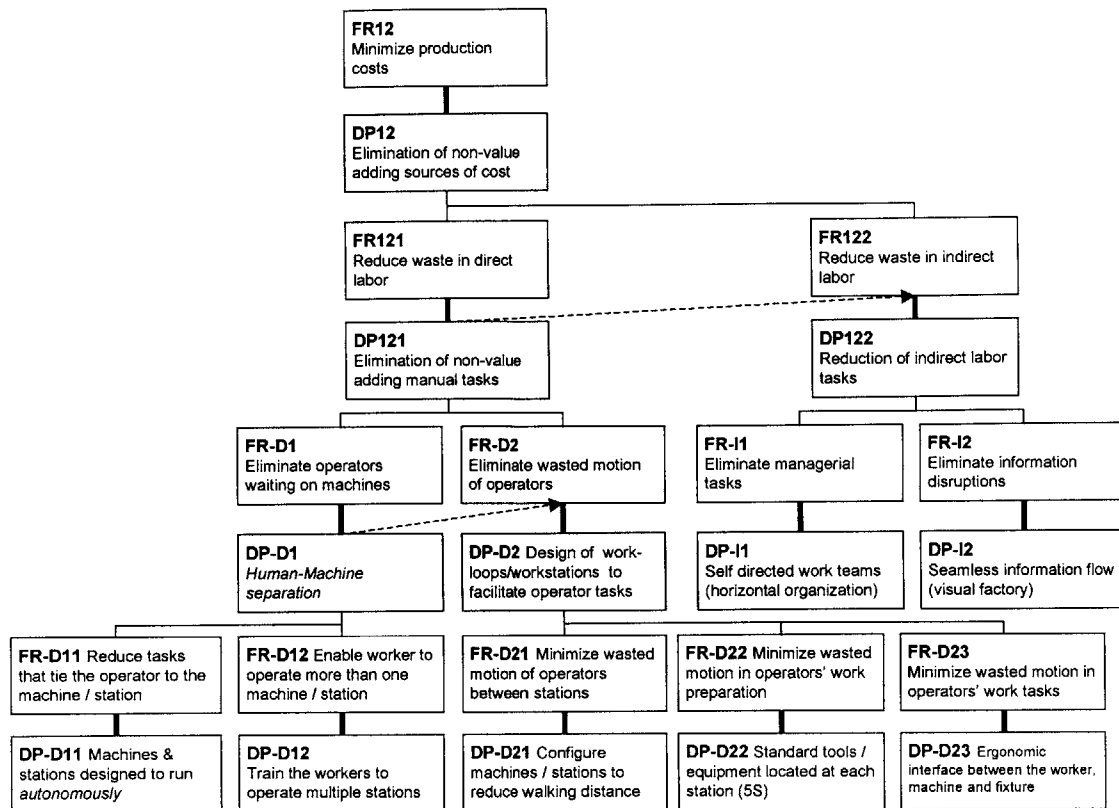 FR12
Minimize production
costs
DP12
Elimination of non-value
adding sources of cost
FR121
Reduce waste in direct
labor
FR122
Reduce waste in indirect
labor
DP121
Elimination of non-value
adding manual tasks
DP122
Reduction of indirect labor
tasks
FR-D1
Eliminate operators
waiting on machines
FR-D2
Eliminate wasted motion
of operators
FR-I1
Eliminate managerial
tasks
FR-I2
Eliminate information
disruptions
DP-D1
Human-Machine
separation
DP-D2 Design of work-
loops/workstations to
facilitate operator tasks
DP-I1
Self directed work teams
(horizontal organization)
DP-I2
Seamless information flow
(visual factory)
FR-D11 Reduce tasks
that tie the operator to the
machine / station
FR-D12 Enable worker to
operate more than one
machine / station
FR-D21 Minimize wasted
motion of operators
between stations
FR-D22 Minimize wasted
motion in operators' work
preparation
FR-D23
Minimize wasted motion in
operators' work tasks
DP-D11 Machines &
stations designed to run
autonomously
DP-D12
Train the workers to
operate multiple stations
DP-D21 Configure
machines / stations to
reduce walking distance
DP-D22 Standard tools /
equipment located at each
station (5S)
DP-D23 Ergonomic
interface between the worker,
machine and fixture